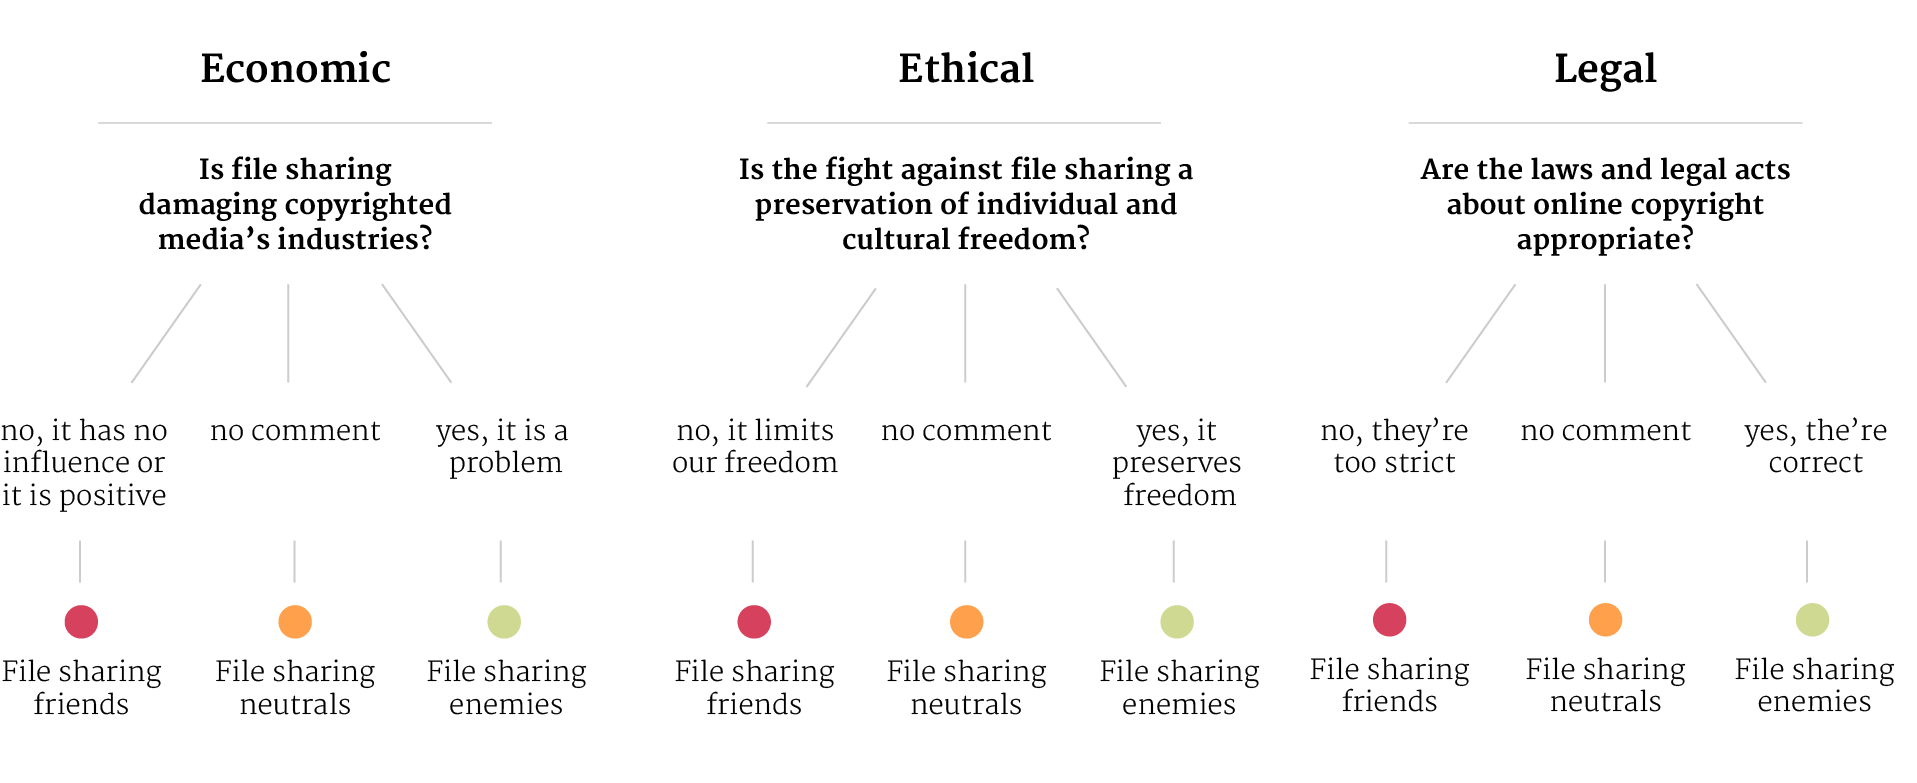 Economic
Is file sharing
damaging copyrighted
media’s industries?
no, it has no
influence or
it is positive
no comment
yes, it is a
problem
File sharing
friends
File sharing
neutrals
File sharing
enemies
Ethical
Is the fight against file sharing a
preservation of individual and
cultural freedom?
no, it limits
our freedom
no comment
yes, it
preserves
freedom
File sharing
friends
File sharing
neutrals
File sharing
enemies
Legal
Are the laws and legal acts
about online copyright
appropriate?
no, they’re
too strict
no comment
yes, the’re
correct
File sharing
friends
File sharing
neutrals
File sharing
enemies